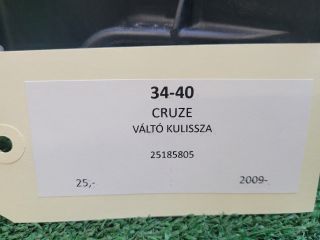 34-40
CRUZE
VÁLTÓ KULISSZA
25185805
25,- 2009-